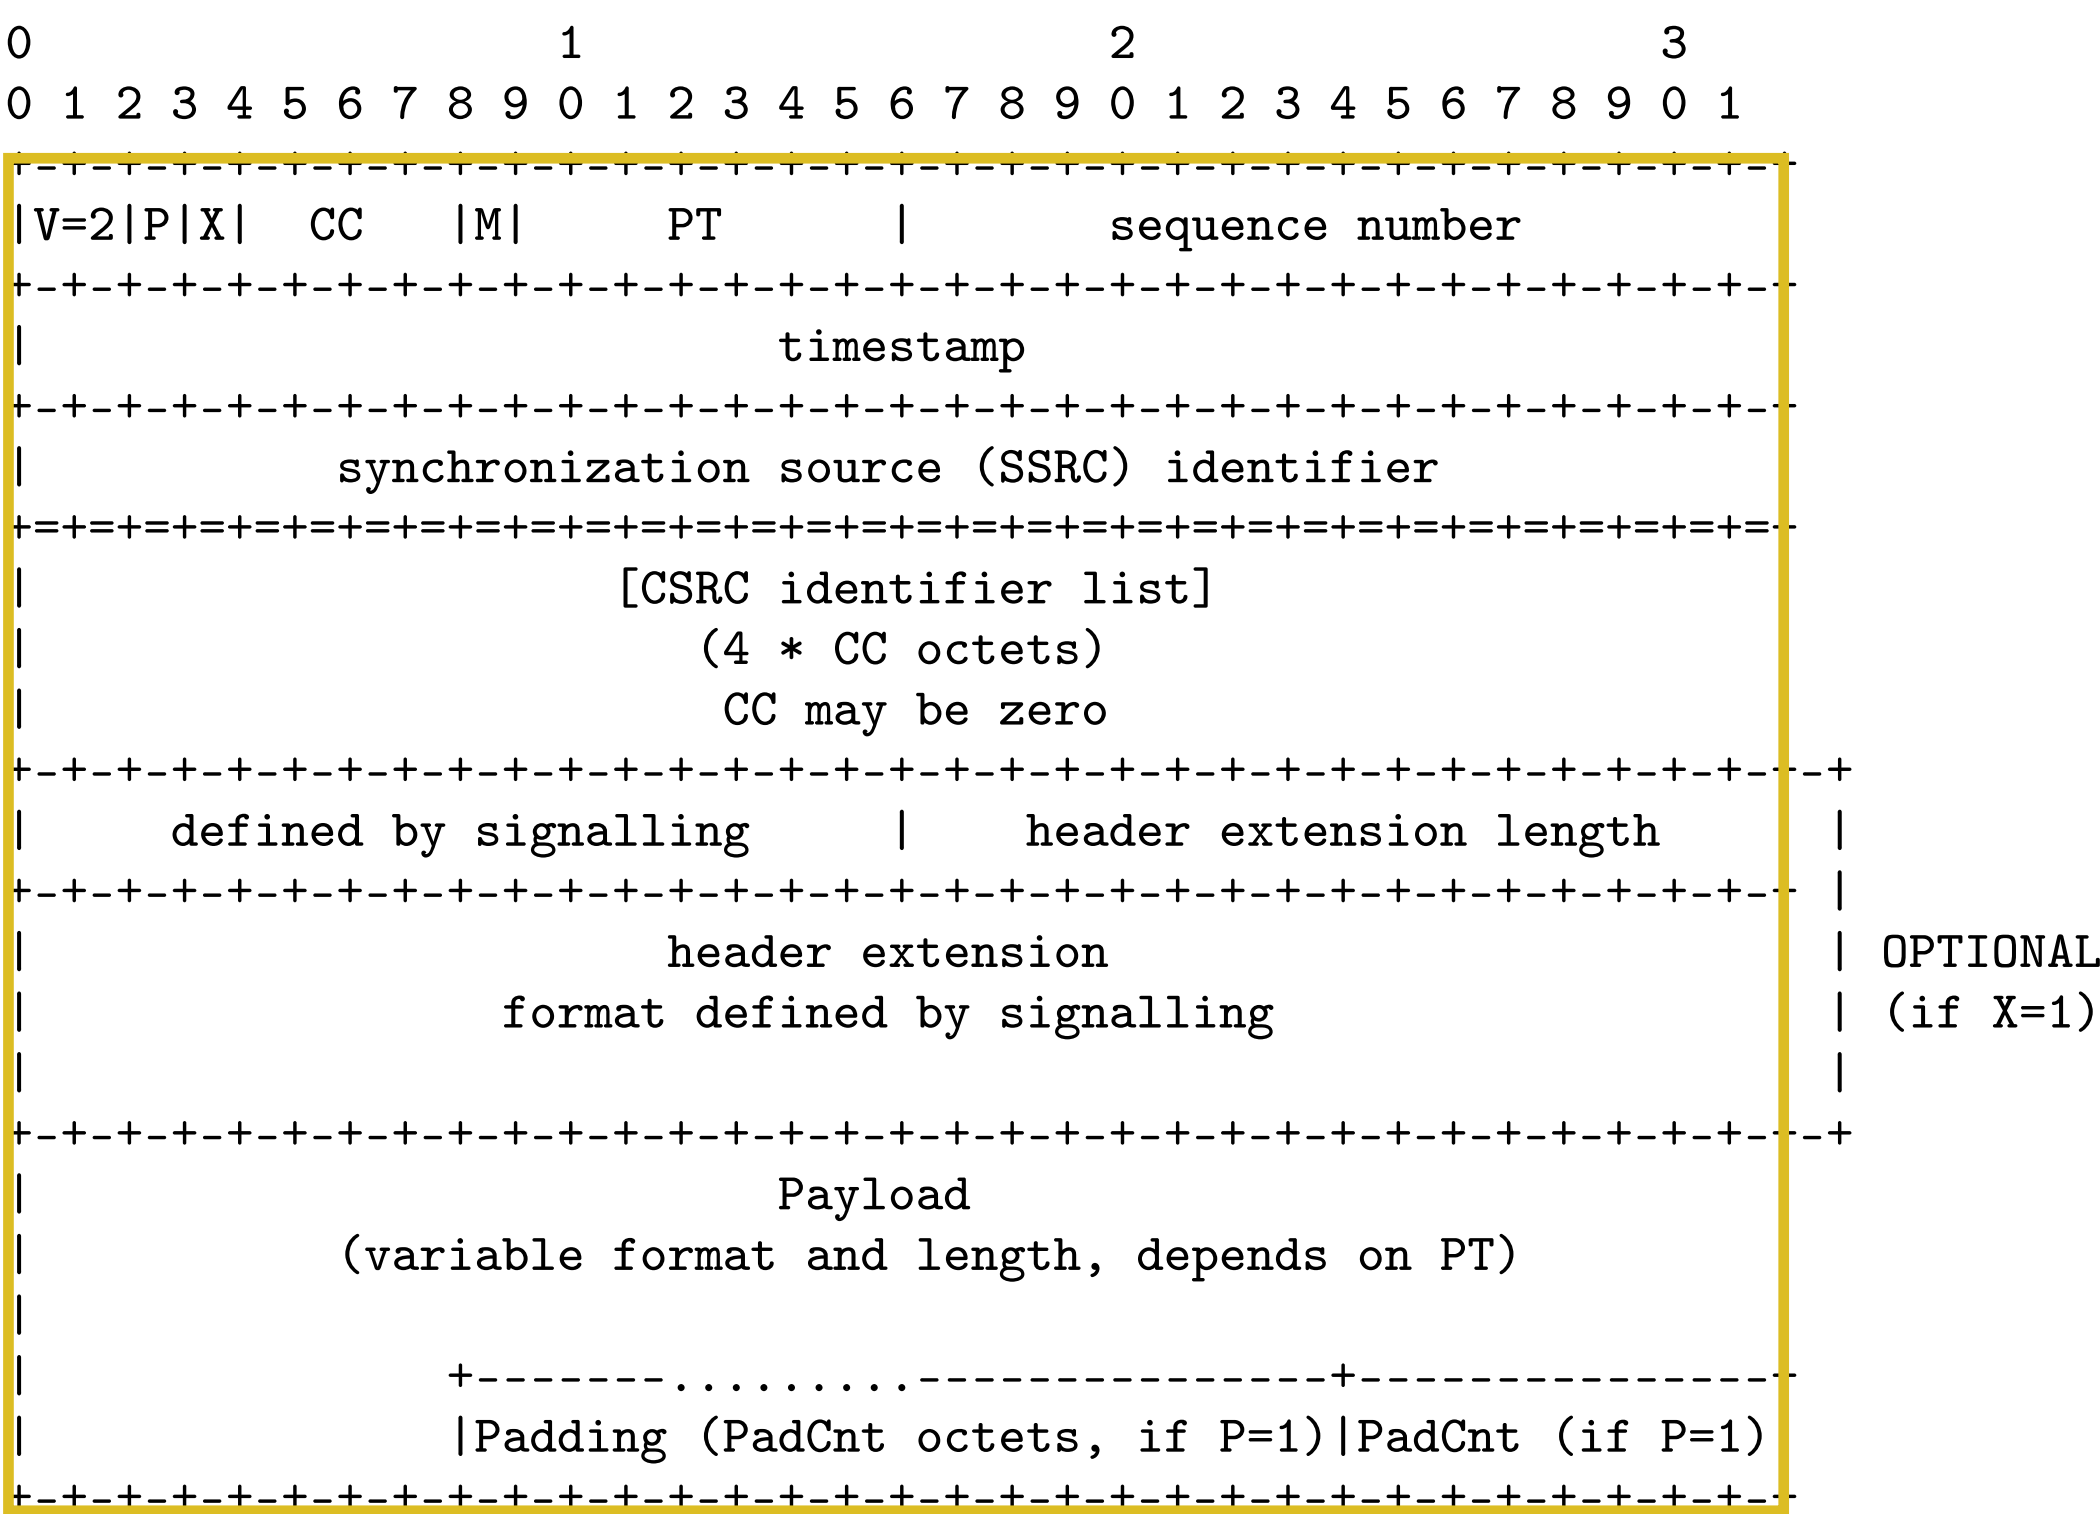 0                   1                   2                   3
0 1 2 3 4 5 6 7 8 9 0 1 2 3 4 5 6 7 8 9 0 1 2 3 4 5 6 7 8 9 0 1
+-+-+-+-+-+-+-+-+-+-+-+-+-+-+-+-+-+-+-+-+-+-+-+-+-+-+-+-+-+-+-+-+
|V=2|P|X|  CC   |M|     PT      |       sequence number
+-+-+-+-+-+-+-+-+-+-+-+-+-+-+-+-+-+-+-+-+-+-+-+-+-+-+-+-+-+-+-+-+
|                           timestamp
+-+-+-+-+-+-+-+-+-+-+-+-+-+-+-+-+-+-+-+-+-+-+-+-+-+-+-+-+-+-+-+-+
|           synchronization source (SSRC) identifier
+=+=+=+=+=+=+=+=+=+=+=+=+=+=+=+=+=+=+=+=+=+=+=+=+=+=+=+=+=+=+=+=+
|                     [CSRC identifier list]
|                        (4 * CC octets)
|                         CC may be zero
+-+-+-+-+-+-+-+-+-+-+-+-+-+-+-+-+-+-+-+-+-+-+-+-+-+-+-+-+-+-+-+-+-+
|     defined by signalling     |    header extension length      |
+-+-+-+-+-+-+-+-+-+-+-+-+-+-+-+-+-+-+-+-+-+-+-+-+-+-+-+-+-+-+-+-+ |
|                       header extension                          | OPTIONAL
|                 format defined by signalling                    | (if X=1)
|                                                                 |
+-+-+-+-+-+-+-+-+-+-+-+-+-+-+-+-+-+-+-+-+-+-+-+-+-+-+-+-+-+-+-+-+-+
|                           Payload
|           (variable format and length, depends on PT)
|
|               +-------.........---------------+---------------+
|               |Padding (PadCnt octets, if P=1)|PadCnt (if P=1)
+-+-+-+-+-+-+-+-+-+-+-+-+-+-+-+-+-+-+-+-+-+-+-+-+-+-+-+-+-+-+-+-+